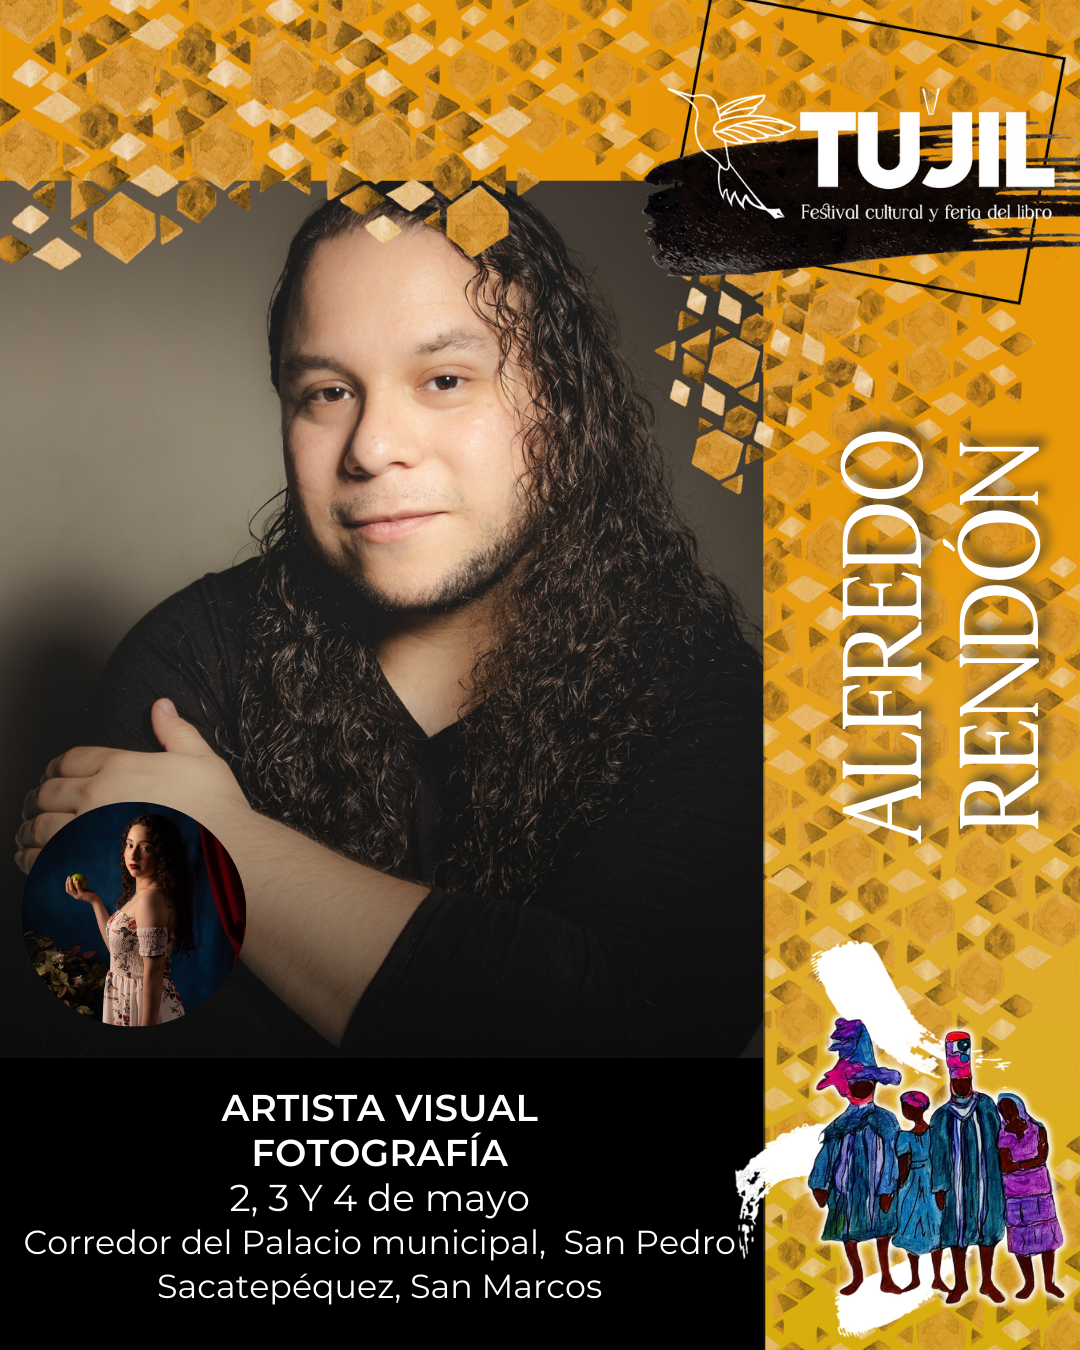 TUJIL
Festival cultural y feria del libro
ALFREDO
RENDÓN
ARTISTA VISUAL
FOTOGRAFÍA
2, 3 Y 4 de mayo
Corredor del Palacio municipal, San Pedro
Sacatepéquez, San Marcos